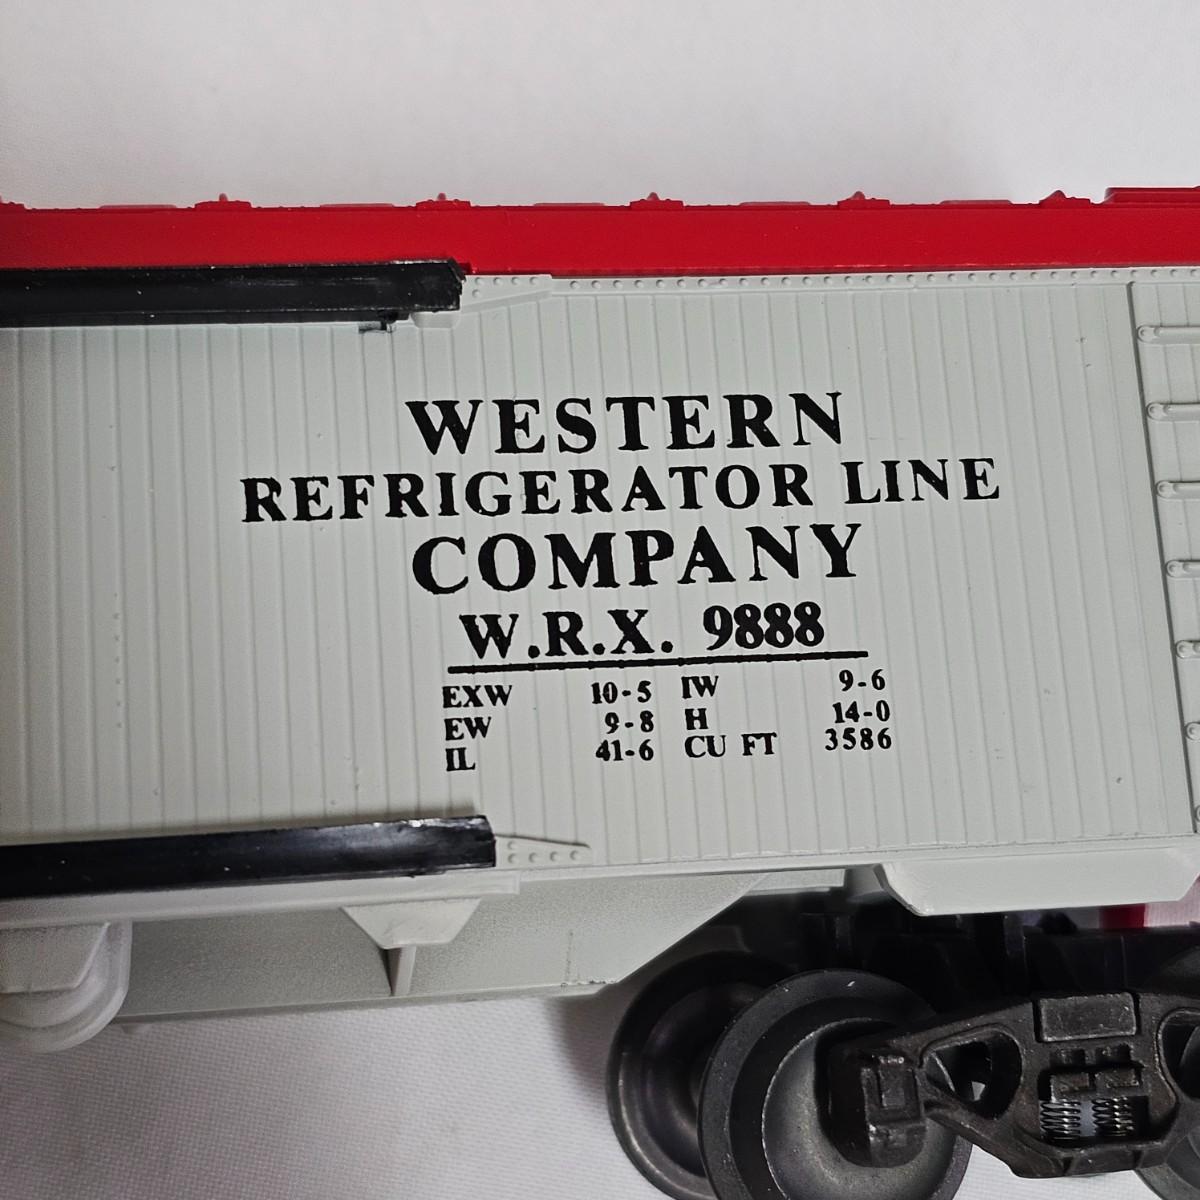 WESTERN
REFRIGERATOR LINE
COMPANY
W.R.X. 9888
EXW 10-5 IW 9-6
EW 9-8 H 14-0
IL 41-6 CU FT 3586